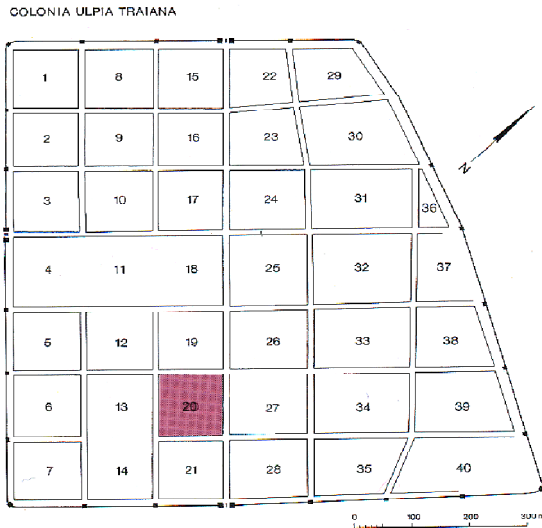 COLONIA ULPIA TRAIANA
1 8 15 22 29
2 9 16 23 30
3 10 17 24 31 36
N
4 11 18 25 32 37
5 12 19 26 33 38
6 13 20 27 34 39
7 14 21 28 35 40
0 100 200 300 m